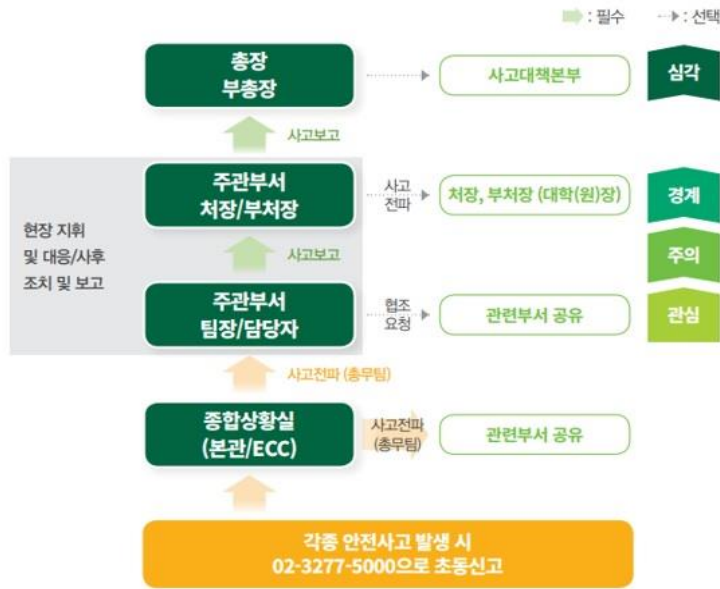 : 필수
: 선택
총장
부총장
사고대책본부
심각
사고보고
현장 지휘
및 대응/사후
조치 및 보고
주관부서
처장/부처장
사고
전파
처장, 부처장 (대학(원)장)
경계
사고보고
주의
주관부서
팀장/담당자
협조
요청
관련부서 공유
관심
사고전파 (총무팀)
종합상황실
(본관/ECC)
사고전파
(총무팀)
관련부서 공유
각종 안전사고 발생 시
02-3277-5000으로 초동신고